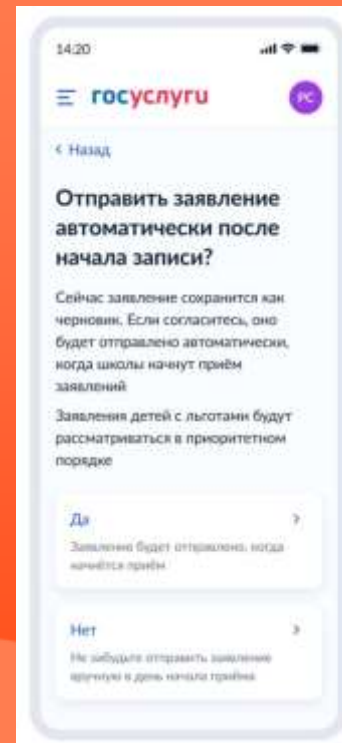 14:20
госуслуги
РС
Назад
Отправить заявление
автоматически после
начала записи?
Сейчас заявление сохранится как
черновик. Если согласитесь, оно
будет отправлено автоматически,
когда школы начнут приём
заявлений
Заявления детей с льготами будут
рассматриваться в приоритетном
порядке
Да
Заявление будет отправлено, когда
начнётся приём
Нет
Не забудьте отправить заявление
вручную в день начала приёма